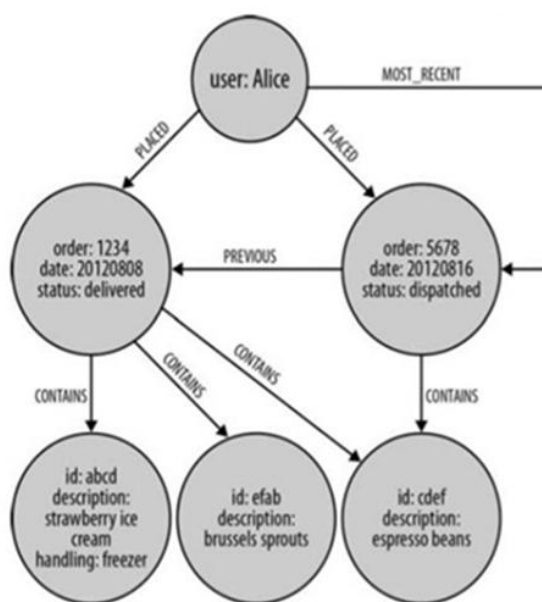 user: Alice
MOST_RECENT
PLACED
PLACED
order: 1234
date: 20120808
status: delivered
PREVIOUS
order: 5678
date: 20120816
status: dispatched
CONTAINS
CONTAINS
CONTAINS
CONTAINS
id: abcd
description:
strawberry ice
cream
handling: freezer
id: efab
description:
brussels sprouts
id: cdef
description:
espresso beans